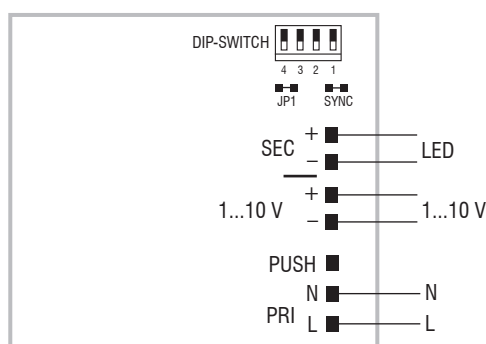 DIP-SWITCH
4 3 2 1
JP1 SYNC
SEC + − LED
1...10 V + − 1...10 V
PUSH
N N
PRI L L